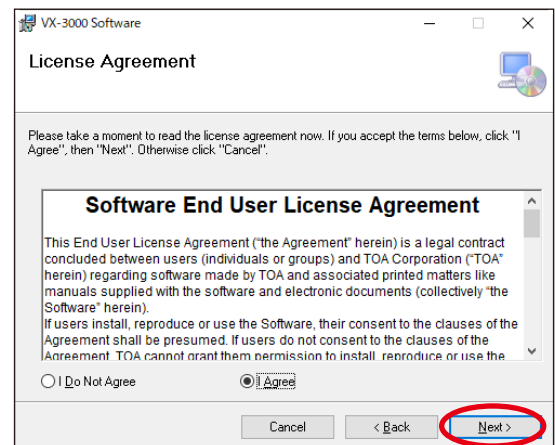 VX-3000 Software
License Agreement
Please take a moment to read the license agreement now. If you accept the terms below, click "I
Agree", then "Next". Otherwise click "Cancel".
Software End User License Agreement
This End User License Agreement (“the Agreement” herein) is a legal contract
concluded between users (individuals or groups) and TOA Corporation (“TOA”
herein) regarding software made by TOA and associated printed matters like
manuals supplied with the software and electronic documents (collectively “the
Software” herein).
If users install, reproduce or use the Software, their consent to the clauses of the
Agreement shall be presumed. If users do not consent to the clauses of the
Agreement, TOA cannot grant them permission to install, reproduce or use the
I Do Not Agree
I Agree
Cancel
< Back
Next >